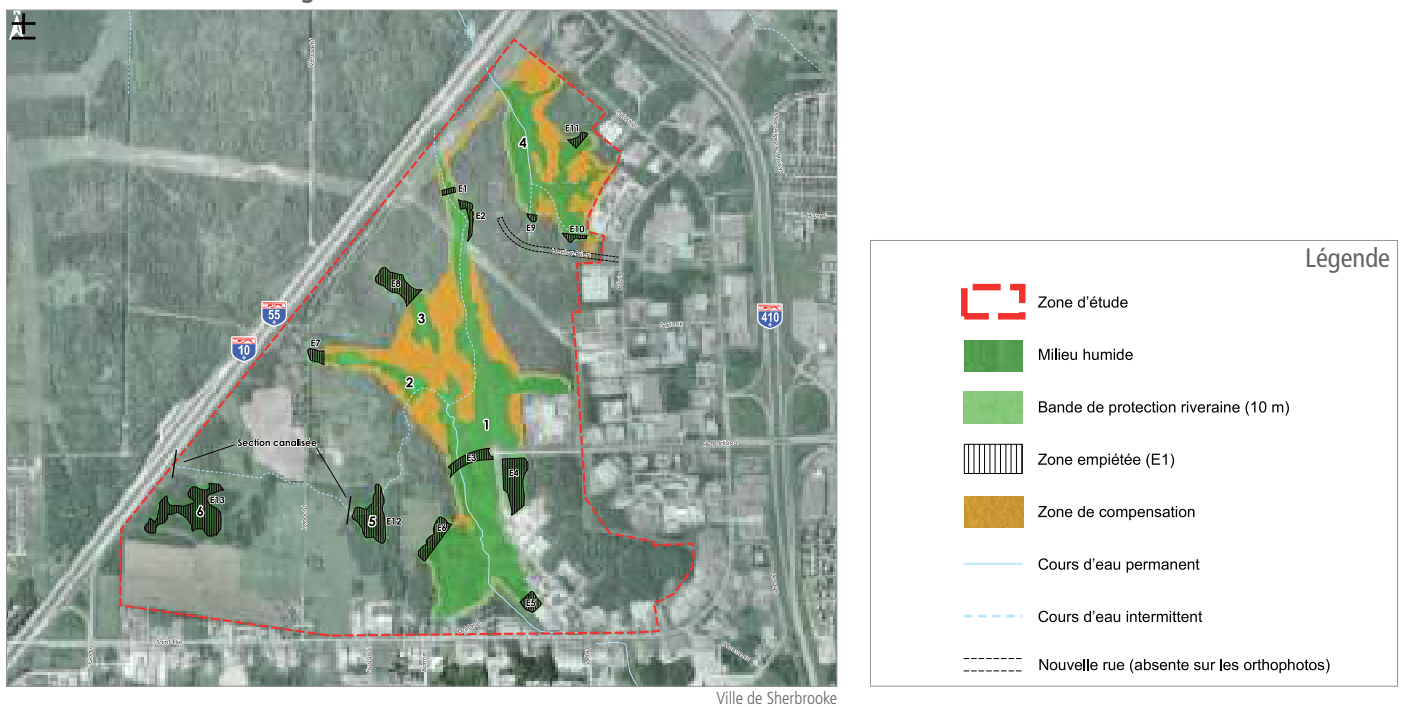 4
E11
E1
E2
E9
E10
E8
55
3
410
10
E7
2
1
Section canalisée
E3
E4
E13
6
5
E12
E6
E5
Ville de Sherbrooke
Légende
Zone d'étude
Milieu humide
Bande de protection riveraine (10 m)
Zone empiétée (E1)
Zone de compensation
Cours d'eau permanent
Cours d'eau intermittent
Nouvelle rue (absente sur les orthophotos)